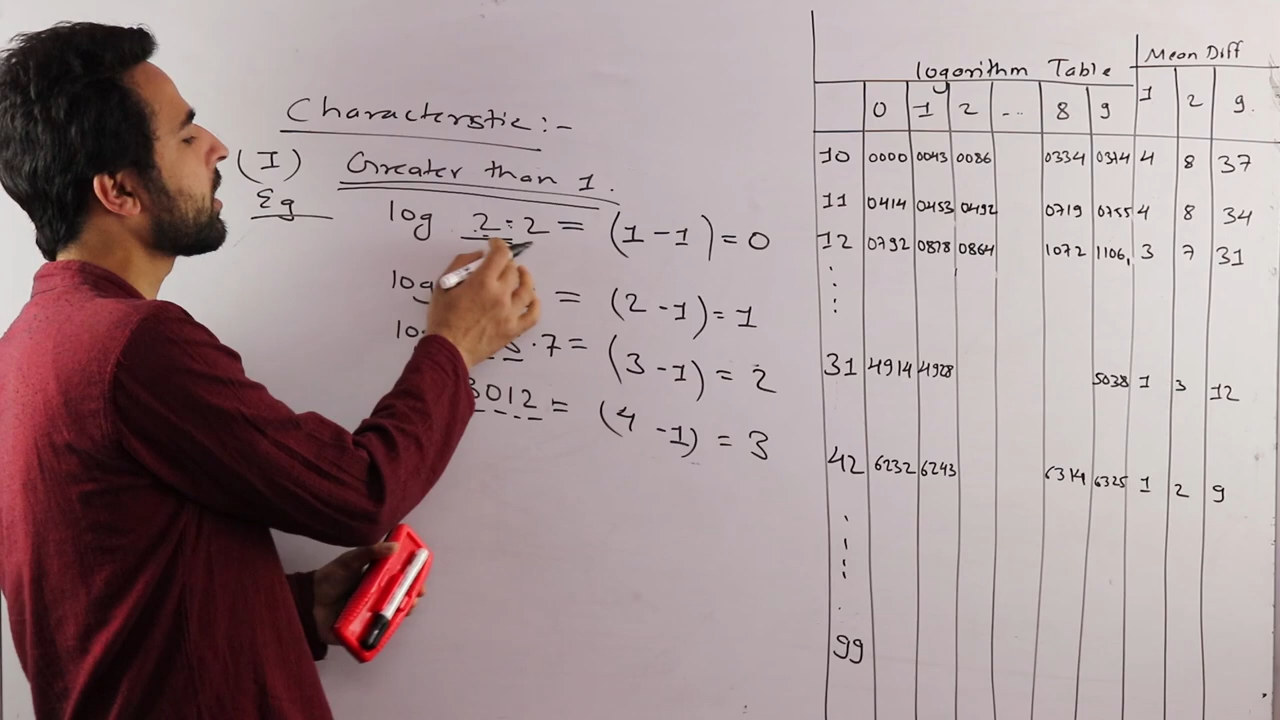 Characterstic:-
(I) Greater than 1.
Eg
log 2.2 = (1-1) = 0
log = (2-1) = 1
.7 = (3-1) = 2
3012 = (4-1) = 3
logarithm Table Mean Diff
0 1 2 ... 8 9 1 2 9
10 0000 0043 0086 0334 0374 4 8 37
11 0414 0453 0492 0719 0755 4 8 34
12 0792 0878 0864 1072 1106 3 7 31
31 4914 4928 5038 1 3 12
42 6232 6243 6314 6325 1 2 9
99